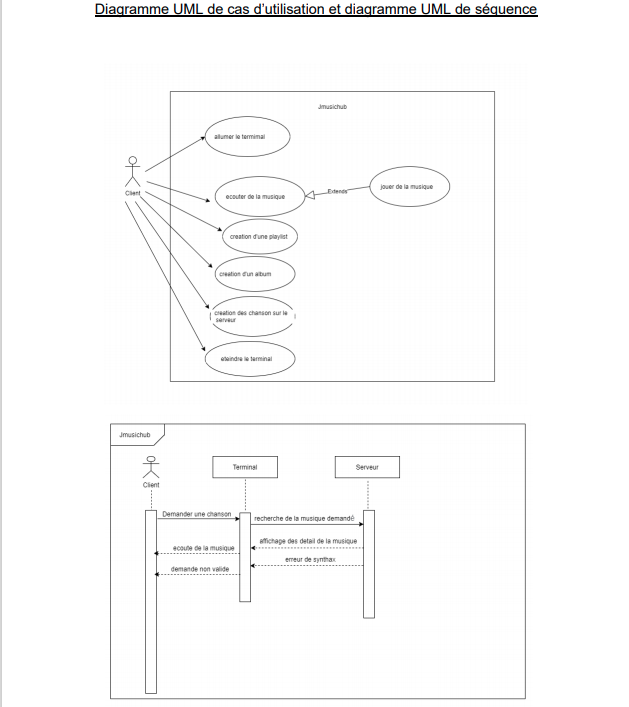 Diagramme UML de cas d'utilisation et diagramme UML de séquence
Jmusichub
allumer le termimal
Client
ecouter de la musique
Extends
jouer de la musique
creation d'une playlist
creation d'un album
creation des chanson sur le
serveur
eteindre le terminal
Jmusichub
Client
Terminal
Serveur
Demander une chanson
recherche de la musique demandé
affichage des detail de la musique
ecoute de la musique
erreur de synthax
demande non valide